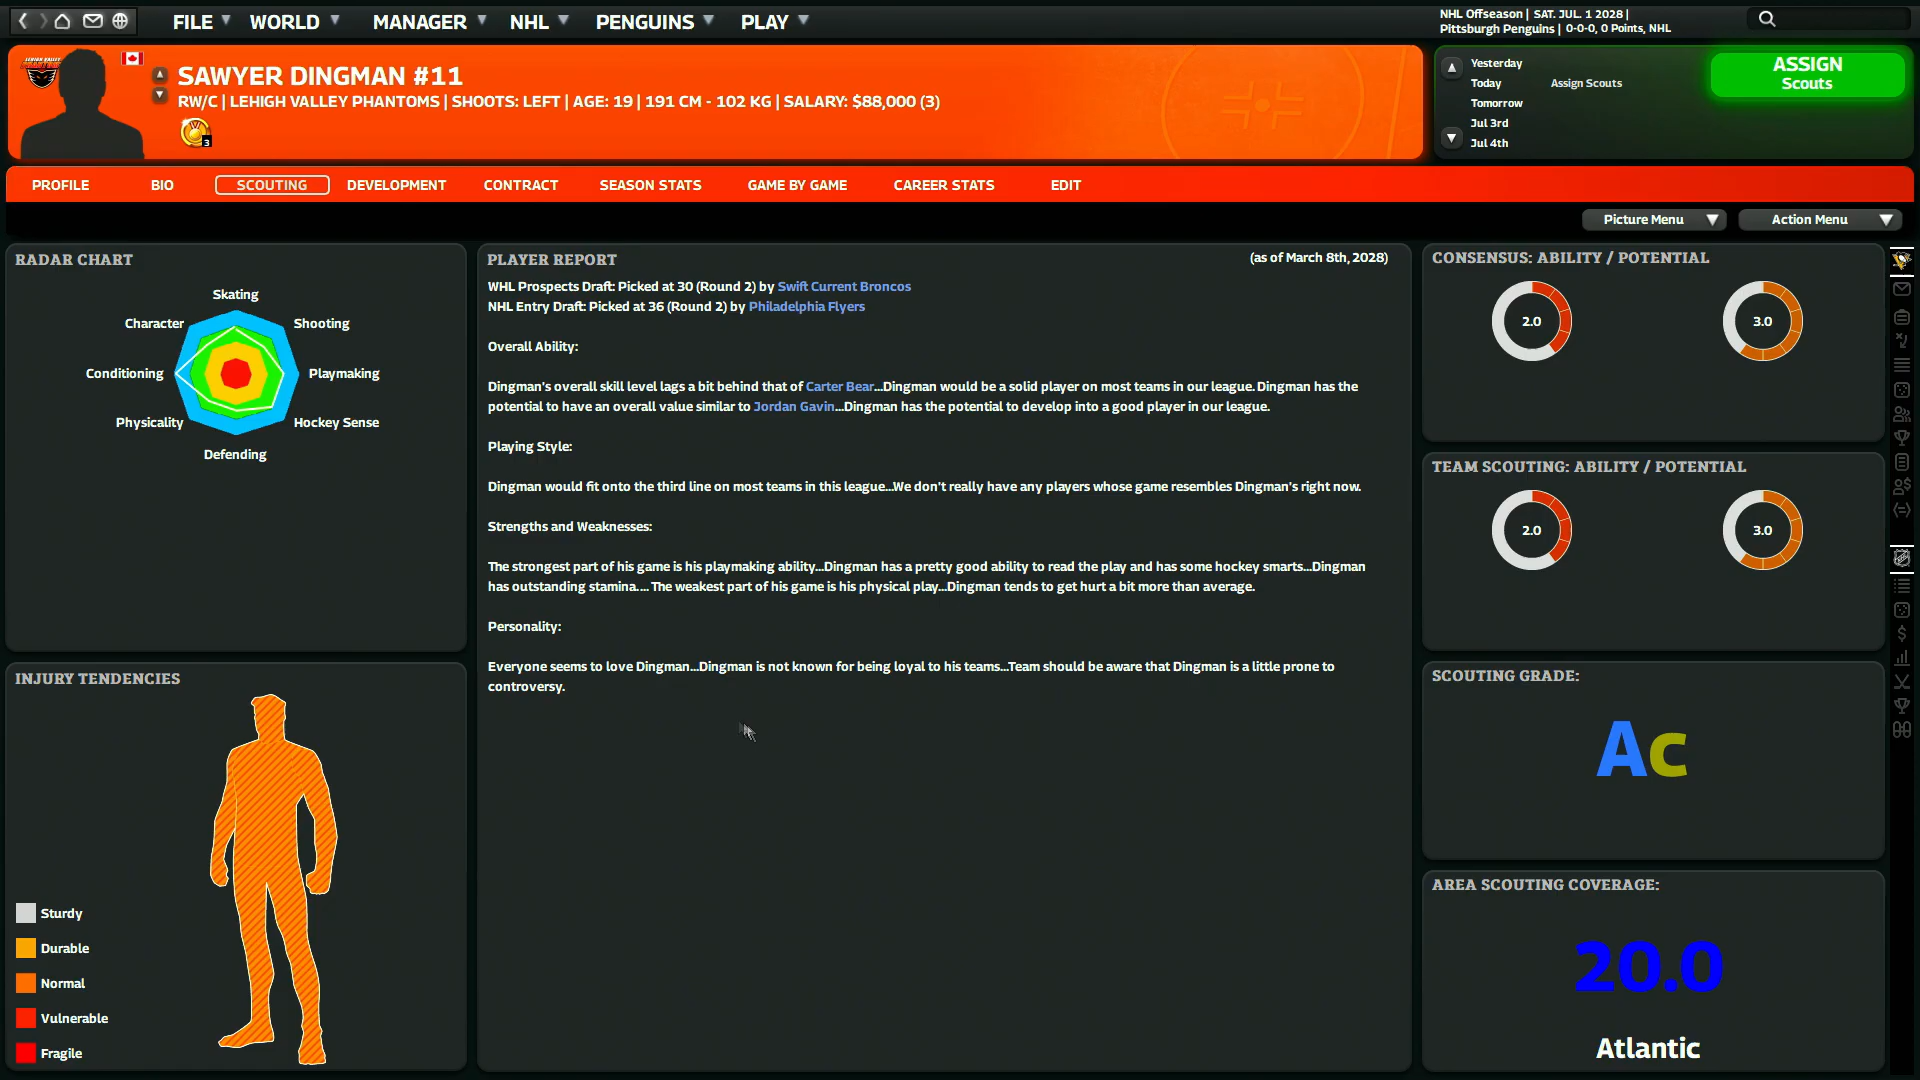 FILE WORLD MANAGER NHL PENGUINS PLAY
NHL Offseason | SAT. JUL. 1 2028 |
Pittsburgh Penguins | 0-0-0, 0 Points, NHL
SAWYER DINGMAN #11
RW/C | LEHIGH VALLEY PHANTOMS | SHOOTS: LEFT | AGE: 19 | 191 CM - 102 KG | SALARY: $88,000 (3)
3
Yesterday
Today Assign Scouts
Tomorrow
Jul 3rd
Jul 4th
ASSIGN
Scouts
PROFILE BIO SCOUTING DEVELOPMENT CONTRACT SEASON STATS GAME BY GAME CAREER STATS EDIT
Picture Menu Action Menu
RADAR CHART
Skating
Character Shooting
Conditioning Playmaking
Physicality Hockey Sense
Defending
INJURY TENDENCIES
Sturdy
Durable
Normal
Vulnerable
Fragile
PLAYER REPORT (as of March 8th, 2028)
WHL Prospects Draft: Picked at 30 (Round 2) by Swift Current Broncos
NHL Entry Draft: Picked at 36 (Round 2) by Philadelphia Flyers
Overall Ability:
Dingman's overall skill level lags a bit behind that of Carter Bear...Dingman would be a solid player on most teams in our league. Dingman has the
potential to have an overall value similar to Jordan Gavin...Dingman has the potential to develop into a good player in our league.
Playing Style:
Dingman would fit onto the third line on most teams in this league...We don't really have any players whose game resembles Dingman's right now.
Strengths and Weaknesses:
The strongest part of his game is his playmaking ability...Dingman has a pretty good ability to read the play and has some hockey smarts...Dingman
has outstanding stamina.... The weakest part of his game is his physical play...Dingman tends to get hurt a bit more than average.
Personality:
Everyone seems to love Dingman...Dingman is not known for being loyal to his teams...Team should be aware that Dingman is a little prone to
controversy.
CONSENSUS: ABILITY / POTENTIAL
2.0 3.0
TEAM SCOUTING: ABILITY / POTENTIAL
2.0 3.0
SCOUTING GRADE:
Ac
AREA SCOUTING COVERAGE:
20.0
Atlantic